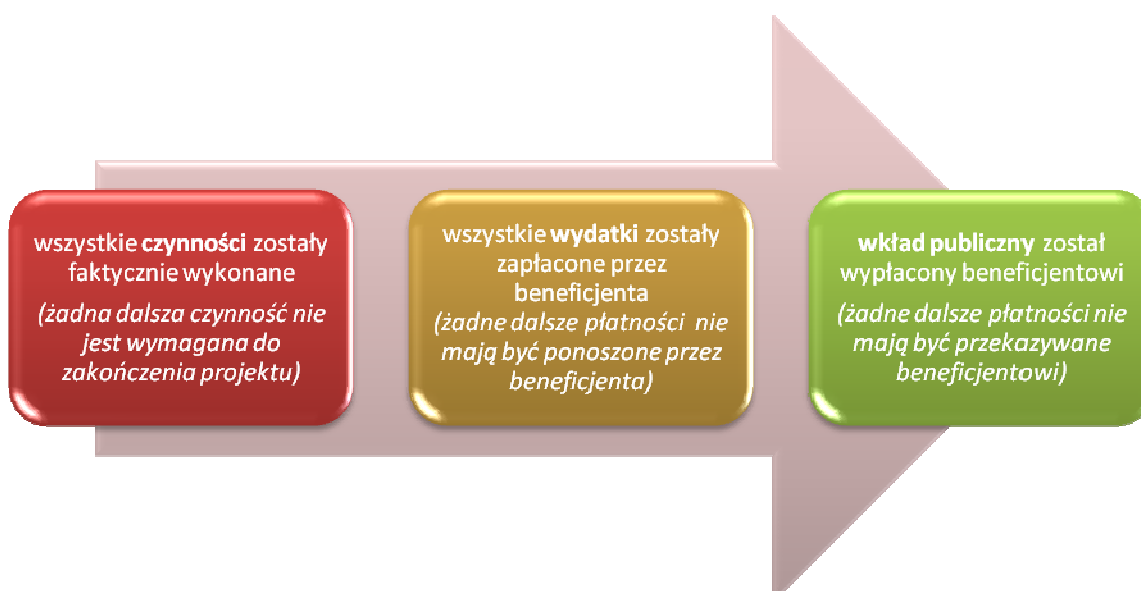 wszystkie czynności zostały
faktycznie wykonane
(żadna dalsza czynność nie
jest wymagana do
zakończenia projektu)
wszystkie wydatki zostały
zapłacone przez
beneficjenta
(żadne dalsze płatności nie
mają być ponoszone przez
beneficjenta)
wkład publiczny został
wypłacony beneficjentowi
(żadne dalsze płatności nie
mają być przekazywane
beneficjentowi)